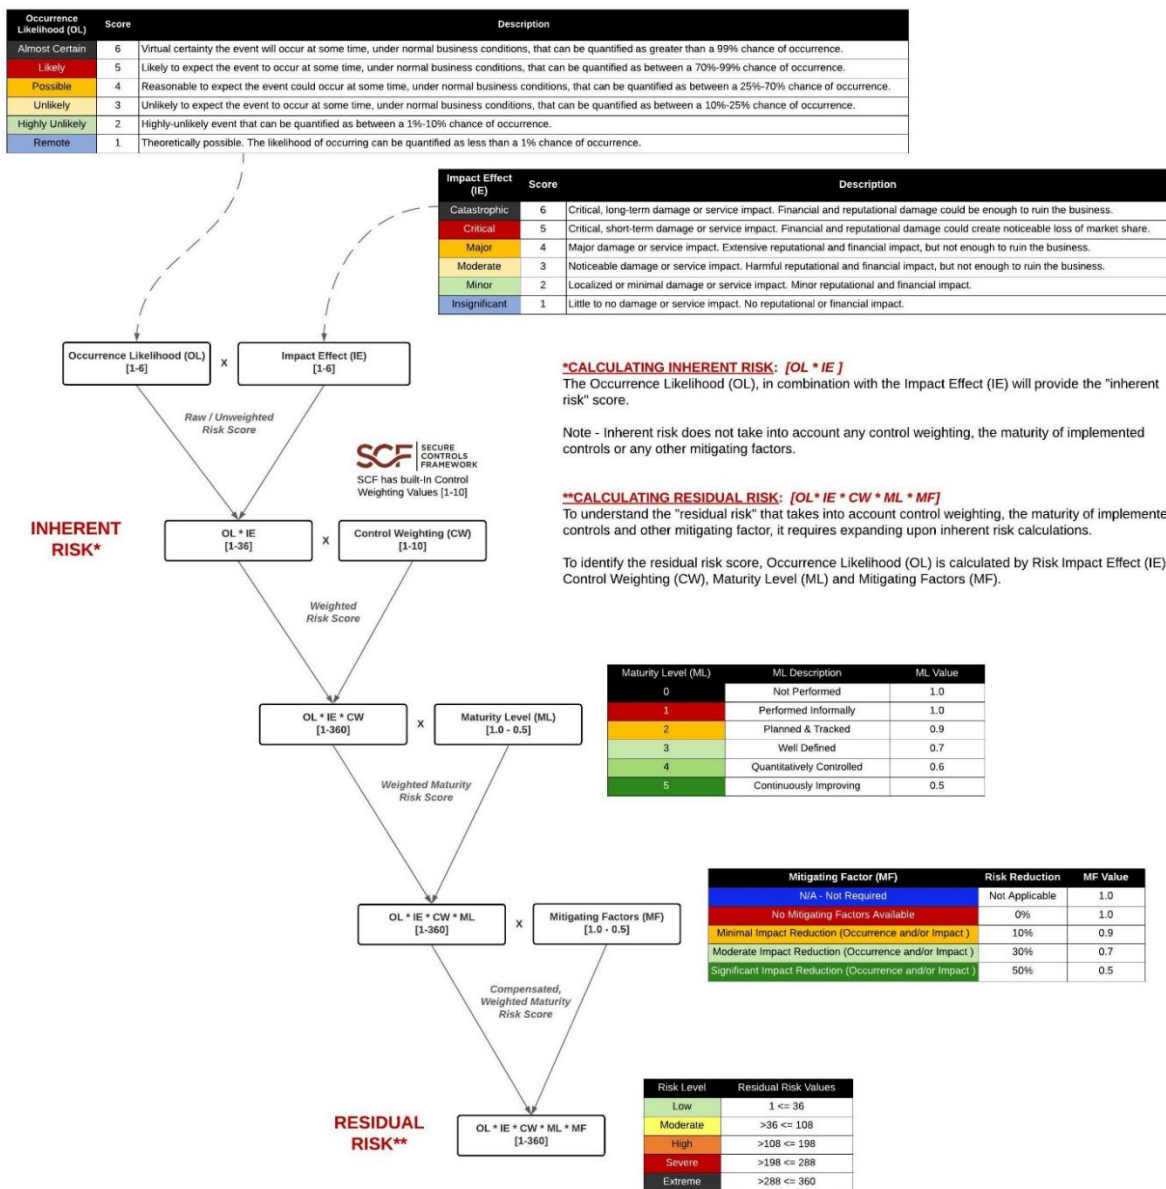 Occurrence Likelihood (OL) Score Description
Almost Certain 6 Virtual certainty the event will occur at some time, under normal business conditions, that can be quantified as greater than a 99% chance of occurrence.
Likely 5 Likely to expect the event to occur at some time, under normal business conditions, that can be quantified as between a 70%-99% chance of occurrence.
Possible 4 Reasonable to expect the event could occur at some time, under normal business conditions, that can be quantified as between a 25%-70% chance of occurrence.
Unlikely 3 Unlikely to expect the event to occur at some time, under normal business conditions, that can be quantified as between a 10%-25% chance of occurrence.
Highly Unlikely 2 Highly-unlikely event that can be quantified as between a 1%-10% chance of occurrence.
Remote 1 Theoretically possible. The likelihood of occurring can be quantified as less than a 1% chance of occurrence.
Impact Effect (IE) Score Description
Catastrophic 6 Critical, long-term damage or service impact. Financial and reputational damage could be enough to ruin the business.
Critical 5 Critical, short-term damage or service impact. Financial and reputational damage could create noticeable loss of market share.
Major 4 Major damage or service impact. Extensive reputational and financial impact, but not enough to ruin the business.
Moderate 3 Noticeable damage or service impact. Harmful reputational and financial impact, but not enough to ruin the business.
Minor 2 Localized or minimal damage or service impact. Minor reputational and financial impact.
Insignificant 1 Little to no damage or service impact. No reputational or financial impact.
Occurrence Likelihood (OL)
[1-6]
X
Impact Effect (IE)
[1-6]
Raw / Unweighted
Risk Score
*CALCULATING INHERENT RISK: [OL * IE ]
The Occurrence Likelihood (OL), in combination with the Impact Effect (IE) will provide the "inherent
risk" score.
Note - Inherent risk does not take into account any control weighting, the maturity of implemented
controls or any other mitigating factors.
SCF SECURE
CONTROLS
FRAMEWORK
SCF has built-In Control
Weighting Values [1-10]
INHERENT
RISK*
OL * IE
[1-36]
X
Control Weighting (CW)
[1-10]
**CALCULATING RESIDUAL RISK: [OL* IE * CW * ML * MF]
To understand the "residual risk" that takes into account control weighting, the maturity of implemente
controls and other mitigating factor, it requires expanding upon inherent risk calculations.
To identify the residual risk score, Occurrence Likelihood (OL) is calculated by Risk Impact Effect (IE)
Control Weighting (CW), Maturity Level (ML) and Mitigating Factors (MF).
Weighted
Risk Score
OL * IE * CW
[1-360]
X
Maturity Level (ML)
[1.0 - 0.5]
Maturity Level (ML) ML Description ML Value
0 Not Performed 1.0
1 Performed Informally 1.0
2 Planned & Tracked 0.9
3 Well Defined 0.7
4 Quantitatively Controlled 0.6
5 Continuously Improving 0.5
Weighted Maturity
Risk Score
OL * IE * CW * ML
[1-360]
X
Mitigating Factors (MF)
[1.0 - 0.5]
Mitigating Factor (MF) Risk Reduction MF Value
N/A - Not Required Not Applicable 1.0
No Mitigating Factors Available 0% 1.0
Minimal Impact Reduction (Occurrence and/or Impact ) 10% 0.9
Moderate Impact Reduction (Occurrence and/or Impact ) 30% 0.7
Significant Impact Reduction (Occurrence and/or Impact ) 50% 0.5
Compensated,
Weighted Maturity
Risk Score
RESIDUAL
RISK**
OL * IE * CW * ML * MF
[1-360]
Risk Level Residual Risk Values
Low 1 <= 36
Moderate >36 <= 108
High >108 <= 198
Severe >198 <= 288
Extreme >288 <= 360